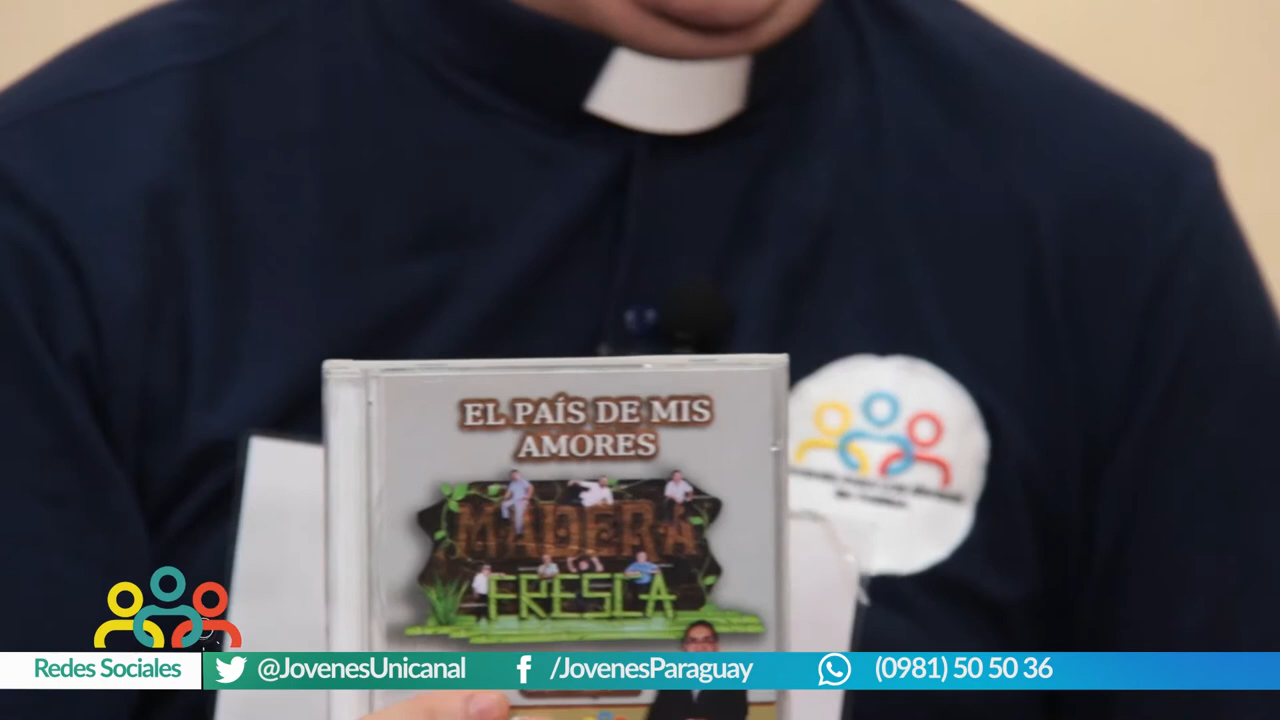 EL PAÍS DE MIS
AMORES
MADERA
FRESCA
Redes Sociales
@JovenesUnicanal
/JovenesParaguay
(0981) 50 50 36